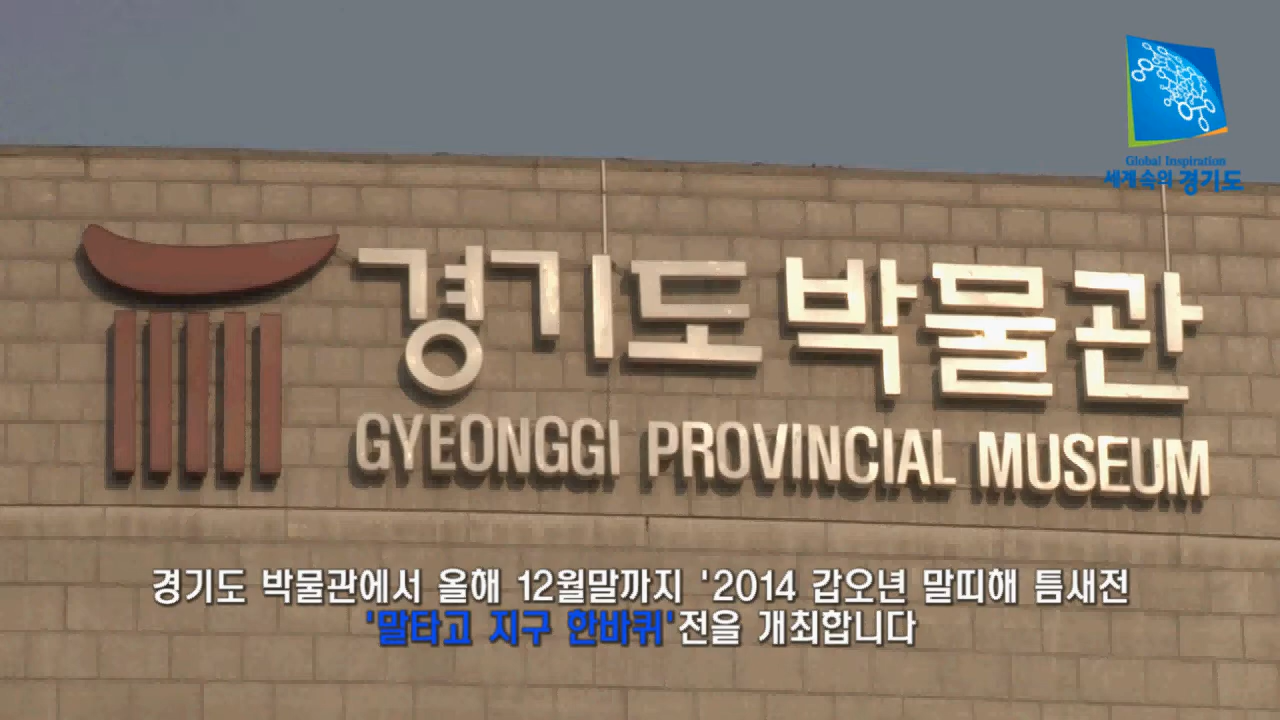 Global Inspiration
세계 속의 경기도
경기도박물관
GYEONGGI PROVINCIAL MUSEUM
경기도 박물관에서 올해 12월말까지 '2014 갑오년 말띠해 틈새전
'말타고 지구 한바퀴'전을 개최합니다